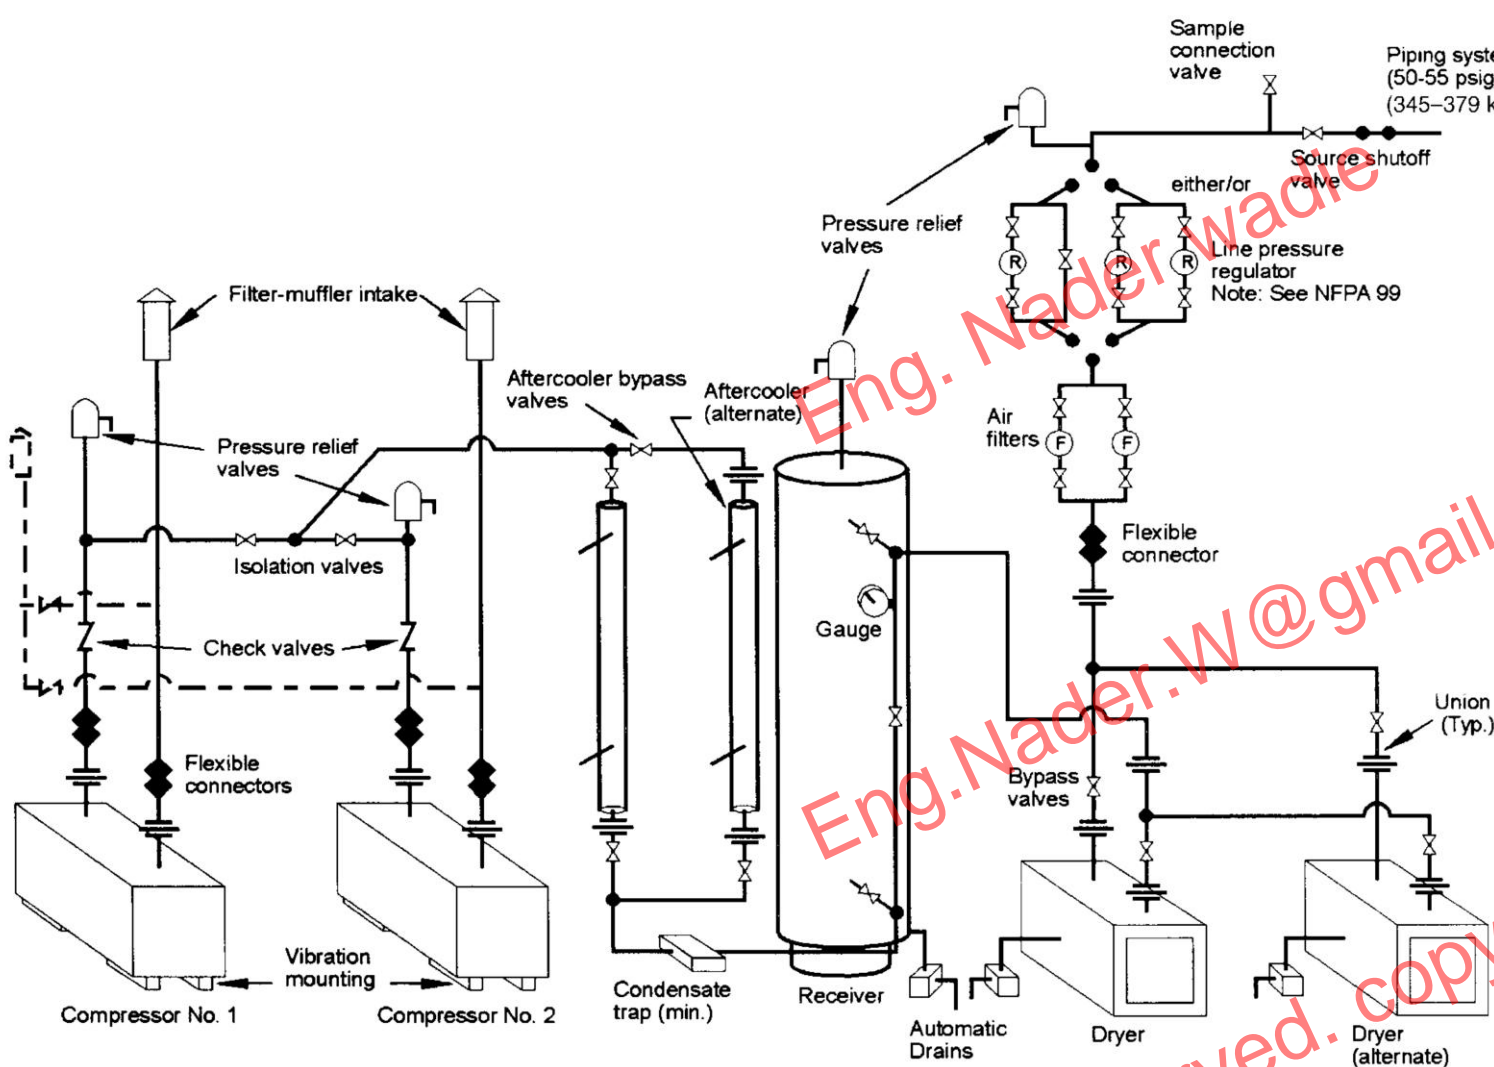 Sample
connection
valve
Piping syste
(50-55 psig
(345–379 k
Source shutoff
valve
either/or
Pressure relief
valves
Line pressure
regulator
Note: See NFPA 99
R
R
R
Filter-muffler intake
Aftercooler bypass
valves
Aftercooler
(alternate)
Air
filters
F
F
Pressure relief
valves
Flexible
connector
Isolation valves
Gauge
Check valves
Union
(Typ.)
Flexible
connectors
Bypass
valves
Vibration
mounting
Condensate
trap (min.)
Receiver
Compressor No. 1
Compressor No. 2
Automatic
Drains
Dryer
Dryer
(alternate)
Eng. Nader wadie
Eng.Nader.W@gmail
rved. copy